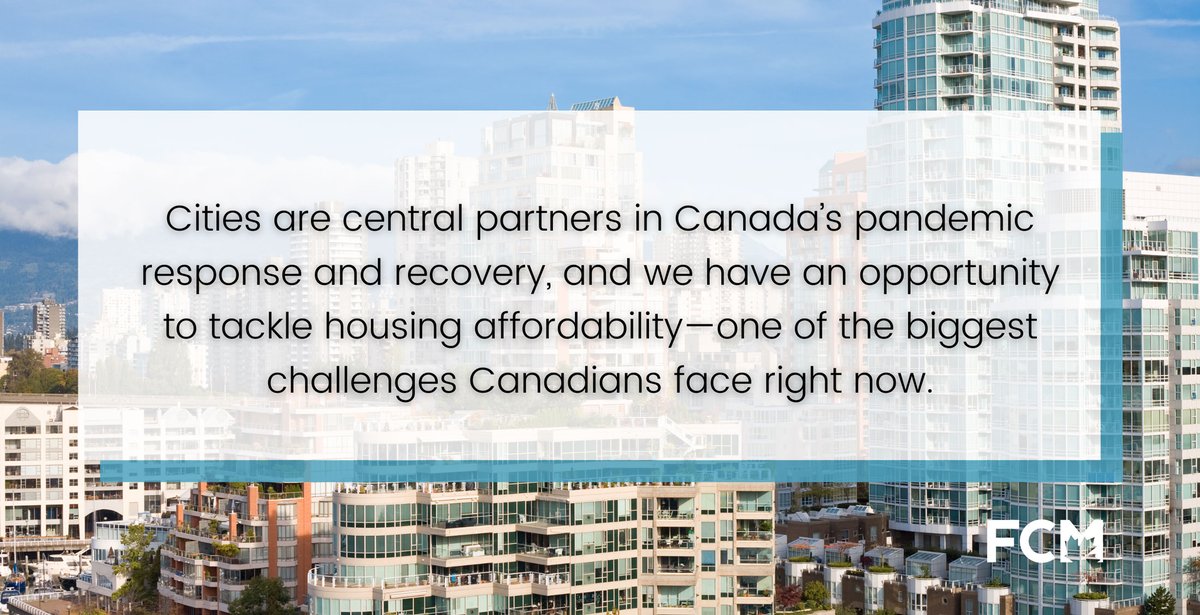 Cities are central partners in Canada’s pandemic
response and recovery, and we have an opportunity
to tackle housing affordability—one of the biggest
challenges Canadians face right now.
FCM